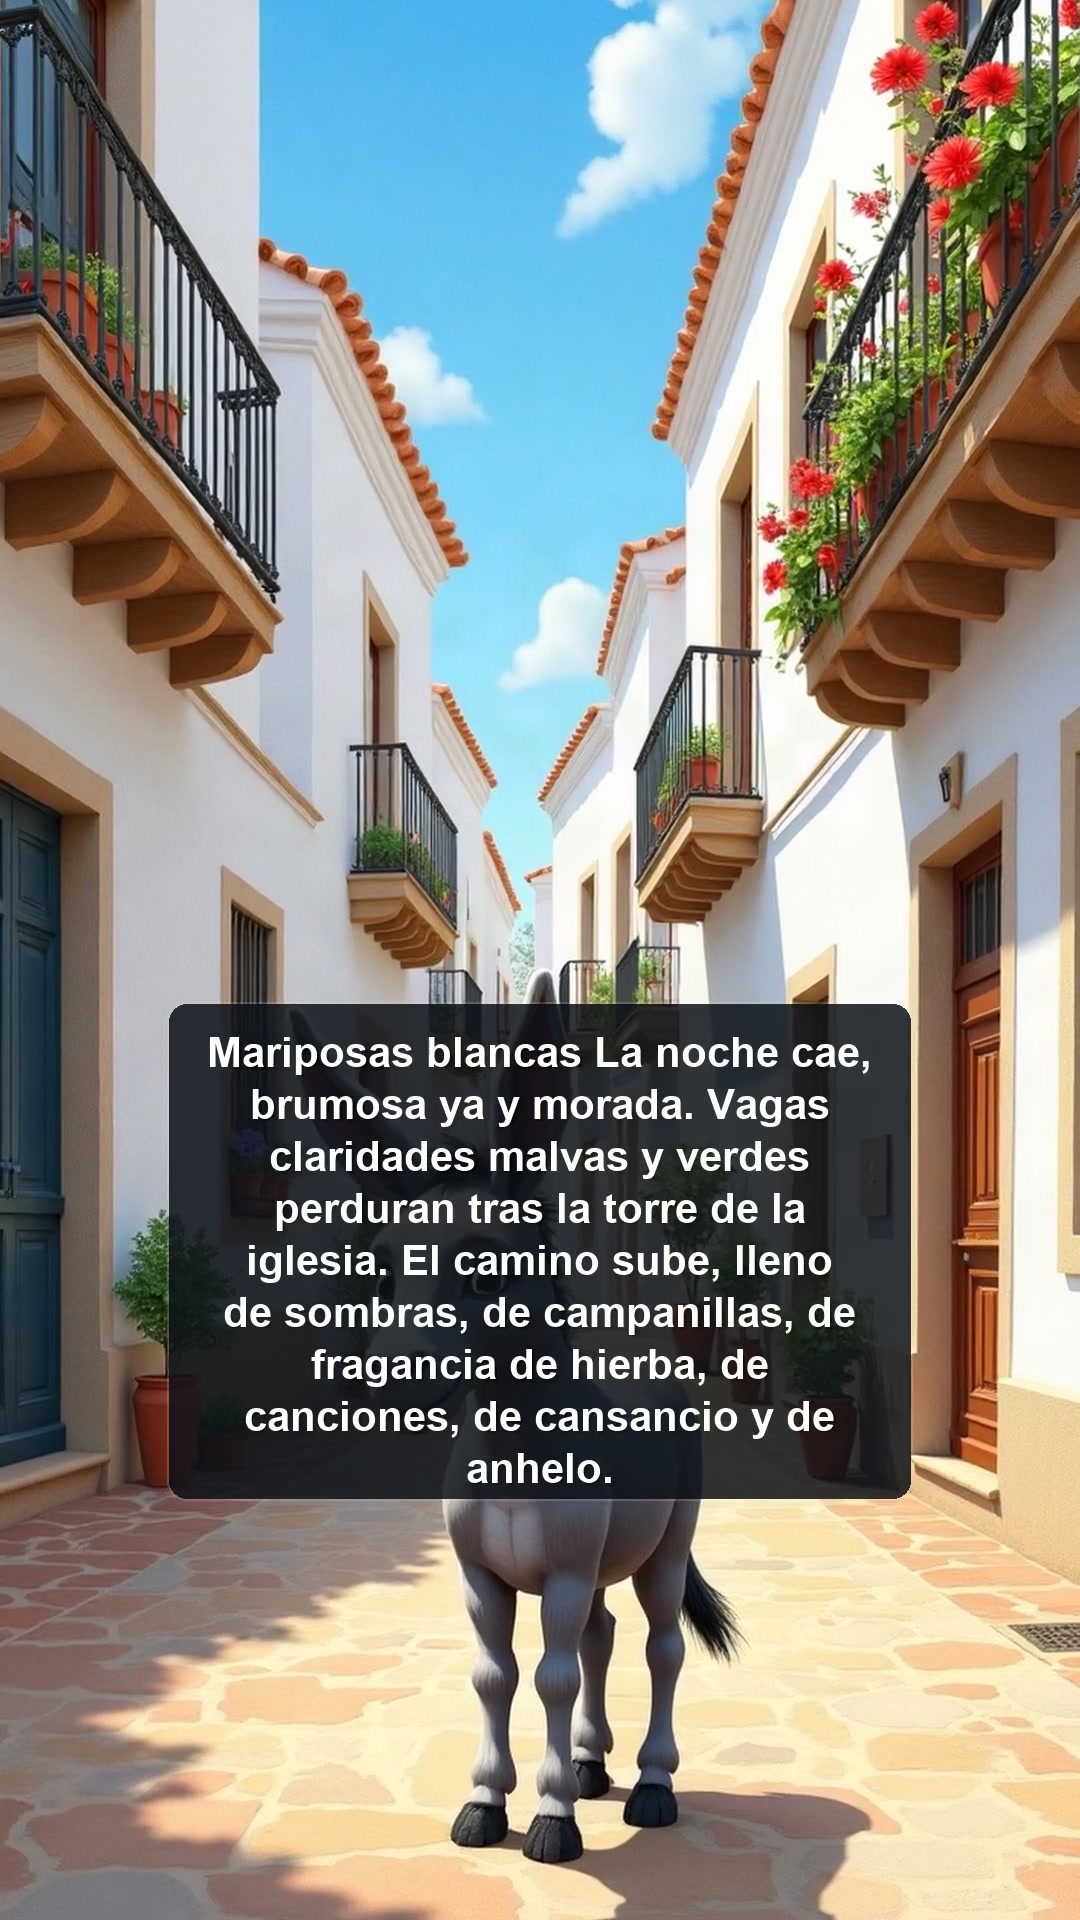 Mariposas blancas La noche cae,
brumosa ya y morada. Vagas
claridades malvas y verdes
perduran tras la torre de la
iglesia. El camino sube, lleno
de sombras, de campanillas, de
fragancia de hierba, de
canciones, de cansancio y de
anhelo.